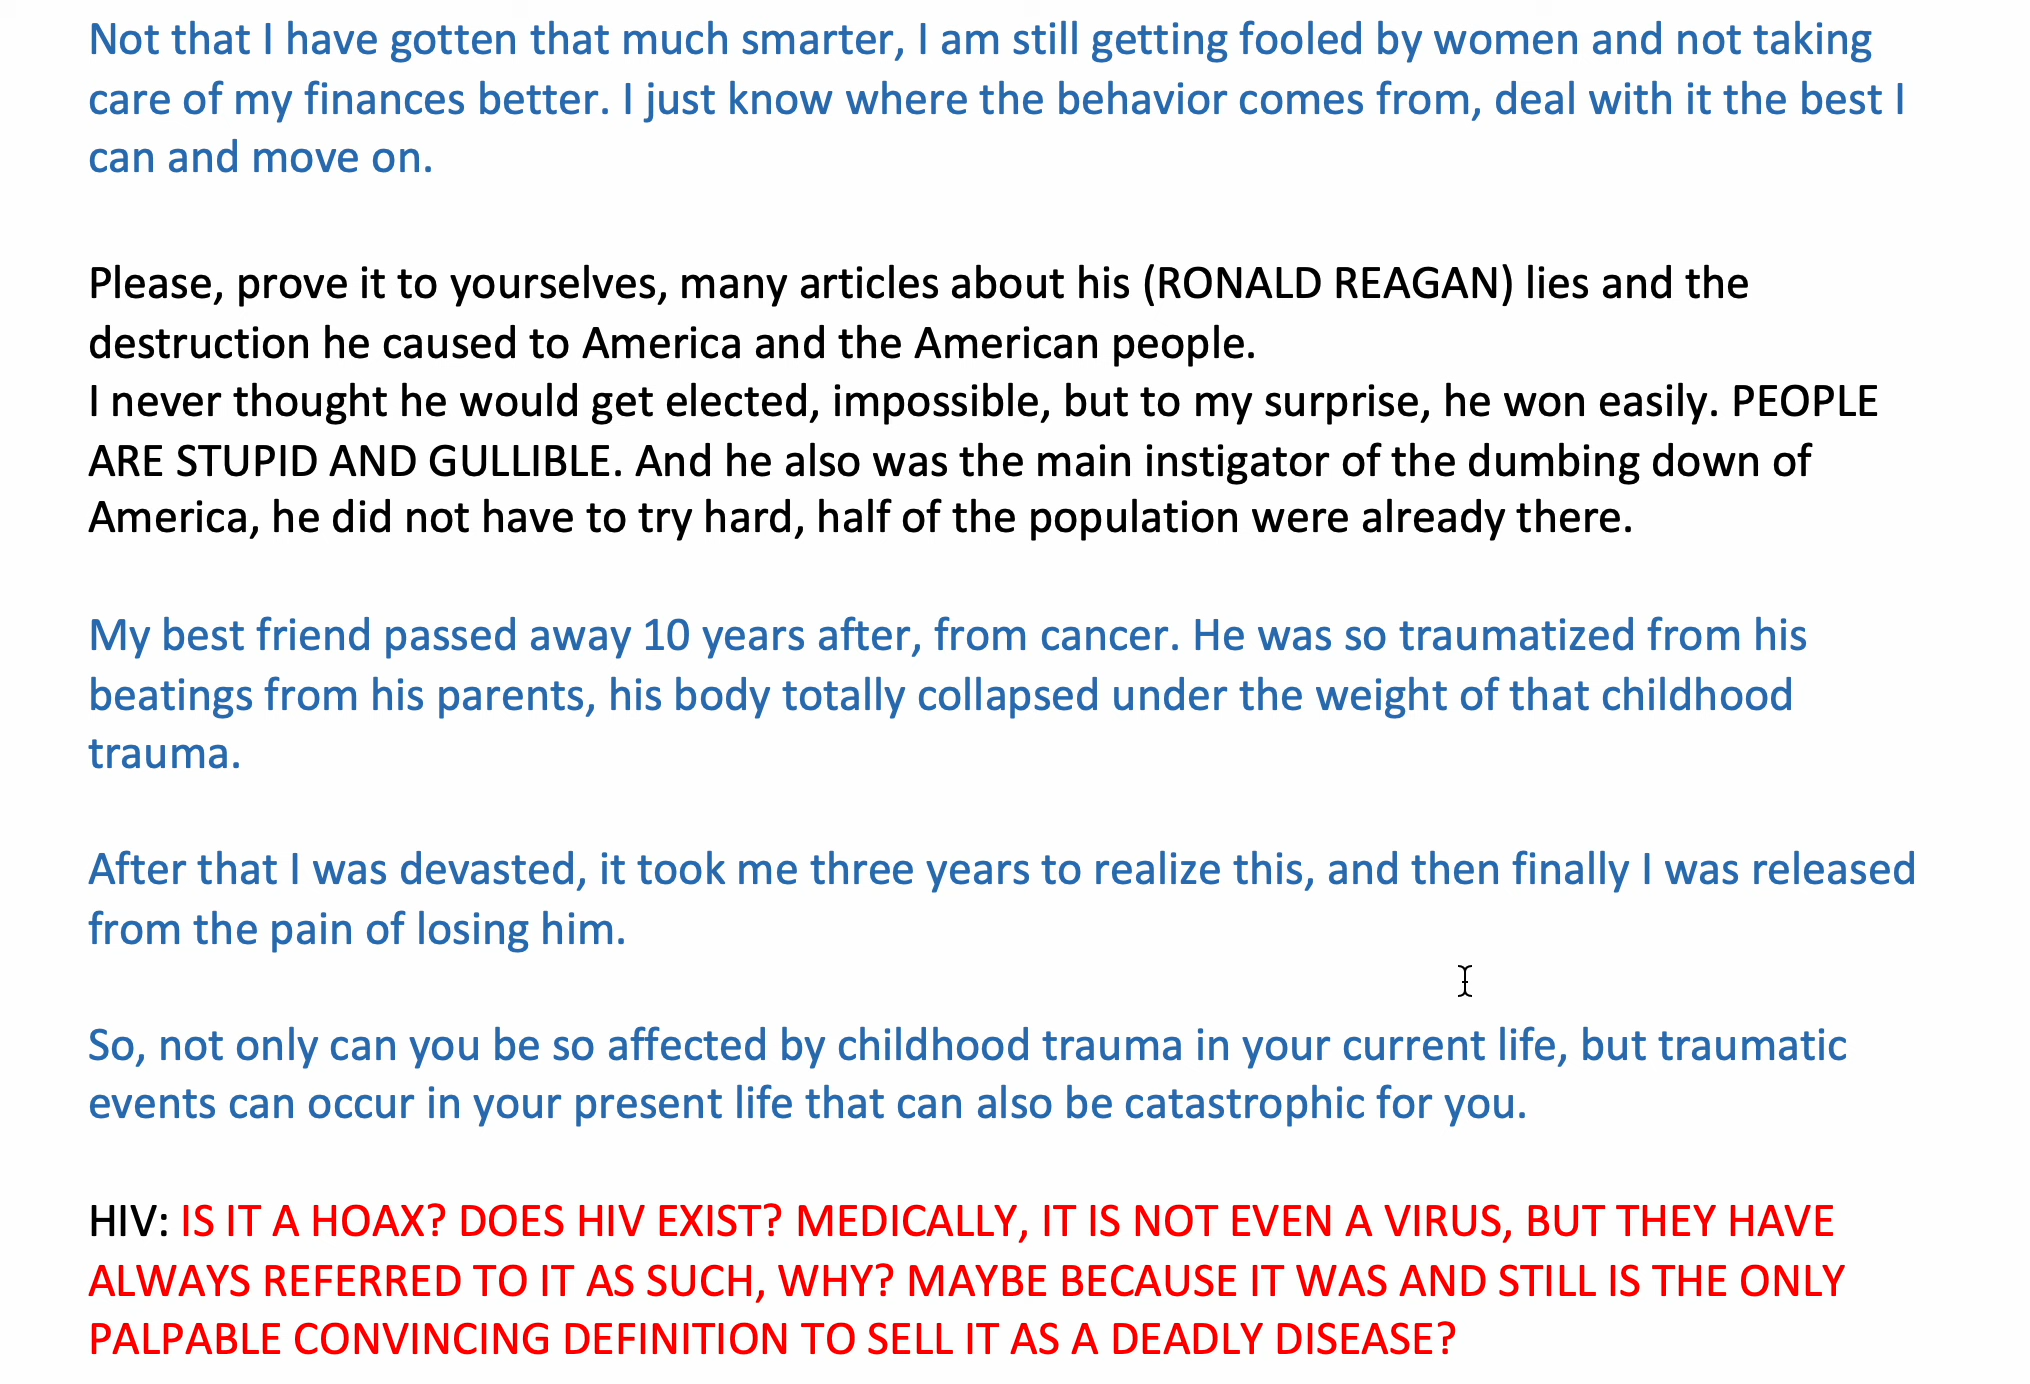 Not that I have gotten that much smarter, I am still getting fooled by women and not taking
care of my finances better. I just know where the behavior comes from, deal with it the best I
can and move on.
Please, prove it to yourselves, many articles about his (RONALD REAGAN) lies and the
destruction he caused to America and the American people.
I never thought he would get elected, impossible, but to my surprise, he won easily. PEOPLE
ARE STUPID AND GULLIBLE. And he also was the main instigator of the dumbing down of
America, he did not have to try hard, half of the population were already there.
My best friend passed away 10 years after, from cancer. He was so traumatized from his
beatings from his parents, his body totally collapsed under the weight of that childhood
trauma.
After that I was devasted, it took me three years to realize this, and then finally I was released
from the pain of losing him.
So, not only can you be so affected by childhood trauma in your current life, but traumatic
events can occur in your present life that can also be catastrophic for you.
HIV: IS IT A HOAX? DOES HIV EXIST? MEDICALLY, IT IS NOT EVEN A VIRUS, BUT THEY HAVE
ALWAYS REFERRED TO IT AS SUCH, WHY? MAYBE BECAUSE IT WAS AND STILL IS THE ONLY
PALPABLE CONVINCING DEFINITION TO SELL IT AS A DEADLY DISEASE?